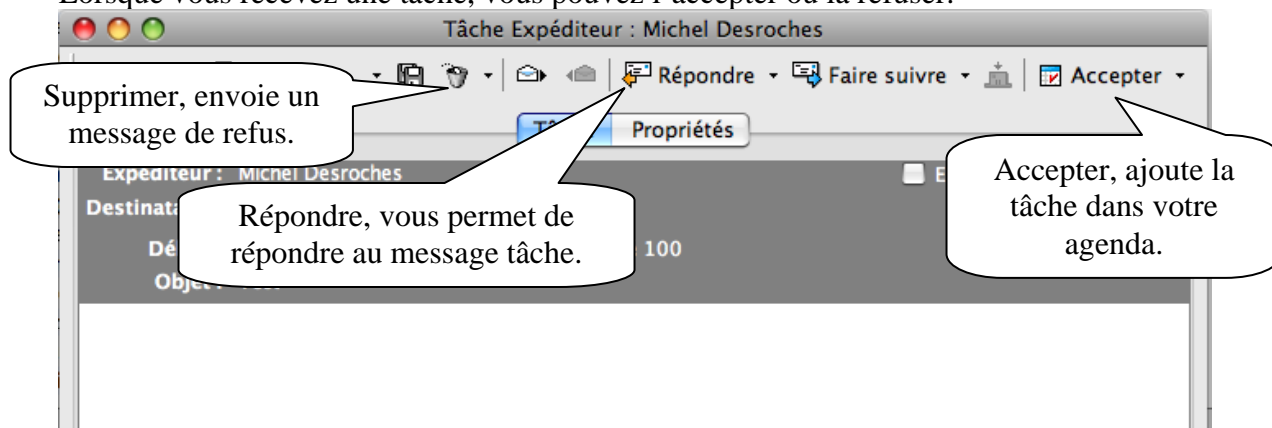 Lorsque vous recevez une tâche, vous pouvez l'accepter ou la refuser.
Tâche Expéditeur : Michel Desroches
Répondre Faire suivre Accepter
Supprimer, envoie un
message de refus.
Propriétés
Expéditeur : Michel Desroches
Accepter, ajoute la
tâche dans votre
agenda.
Répondre, vous permet de
répondre au message tâche.
100